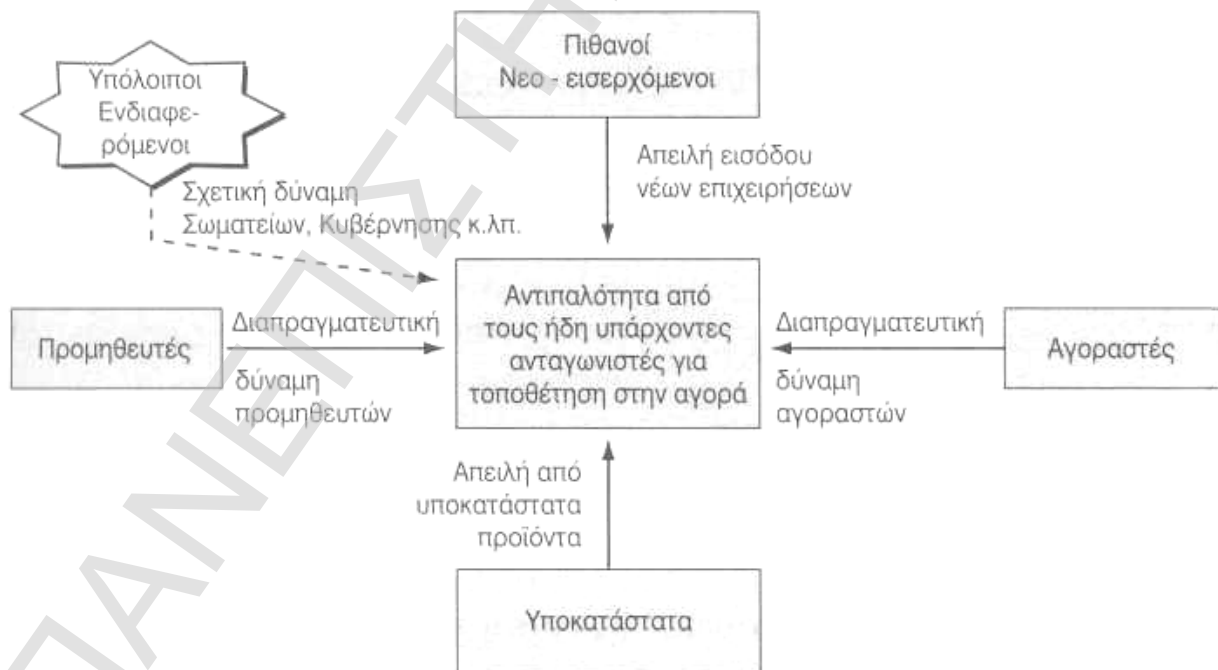 Πιθανοί
Νεο - εισερχόμενοι
Υπόλοιποι
Ενδιαφε-
ρόμενοι
Απειλή εισόδου
νέων επιχειρήσεων
Σχετική δύναμη
Σωματείων, Κυβέρνησης κ.λπ.
Προμηθευτές
Διαπραγματευτική
δύναμη
προμηθευτών
Αντιπαλότητα από
τους ήδη υπάρχοντες
ανταγωνιστές για
τοποθέτηση στην αγορά
Διαπραγματευτική
δύναμη
αγοραστών
Αγοραστές
Απειλή από
υποκατάστατα
προϊόντα
Υποκατάστατα
ΠΑΝΕΠΙΣΤΗ